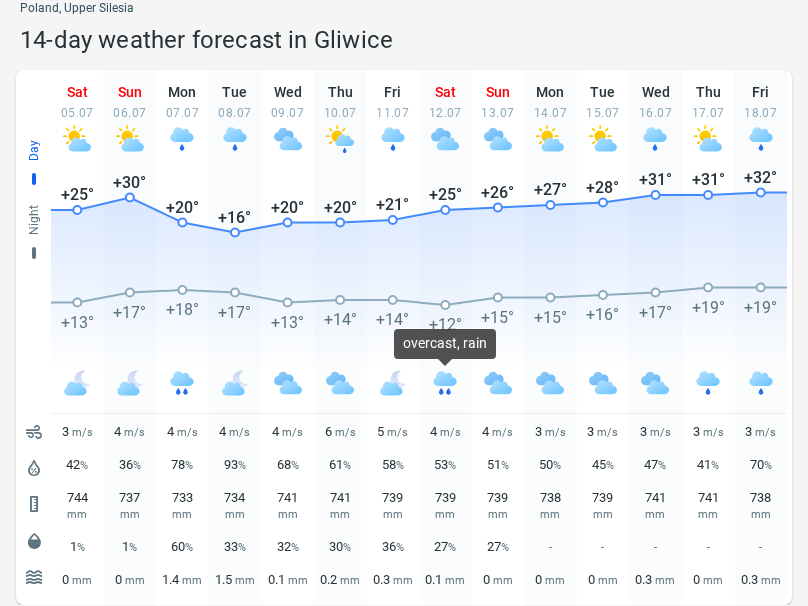 Poland, Upper Silesia
14-day weather forecast in Gliwice
Sat Sun Mon Tue Wed Thu Fri Sat Sun Mon Tue Wed Thu Fri
05.07 06.07 07.07 08.07 09.07 10.07 11.07 12.07 13.07 14.07 15.07 16.07 17.07 18.07
Day
+25° +30° +20° +16° +20° +20° +21° +25° +26° +27° +28° +31° +31° +32°
Night
+13° +17° +18° +17° +13° +14° +14° +12° +15° +15° +16° +17° +19° +19°
overcast, rain
3 m/s 4 m/s 4 m/s 4 m/s 4 m/s 6 m/s 5 m/s 4 m/s 4 m/s 3 m/s 3 m/s 3 m/s 3 m/s 3 m/s
42% 36% 78% 93% 68% 61% 58% 53% 51% 50% 45% 47% 41% 70%
744 737 733 734 741 741 739 739 739 738 739 741 741 738
mm mm mm mm mm mm mm mm mm mm mm mm mm mm
1% 1% 60% 33% 32% 30% 36% 27% 27% - - - - -
0 mm 0 mm 1.4 mm 1.5 mm 0.1 mm 0.2 mm 0.3 mm 0.1 mm 0 mm 0 mm 0 mm 0.3 mm 0 mm 0.3 mm